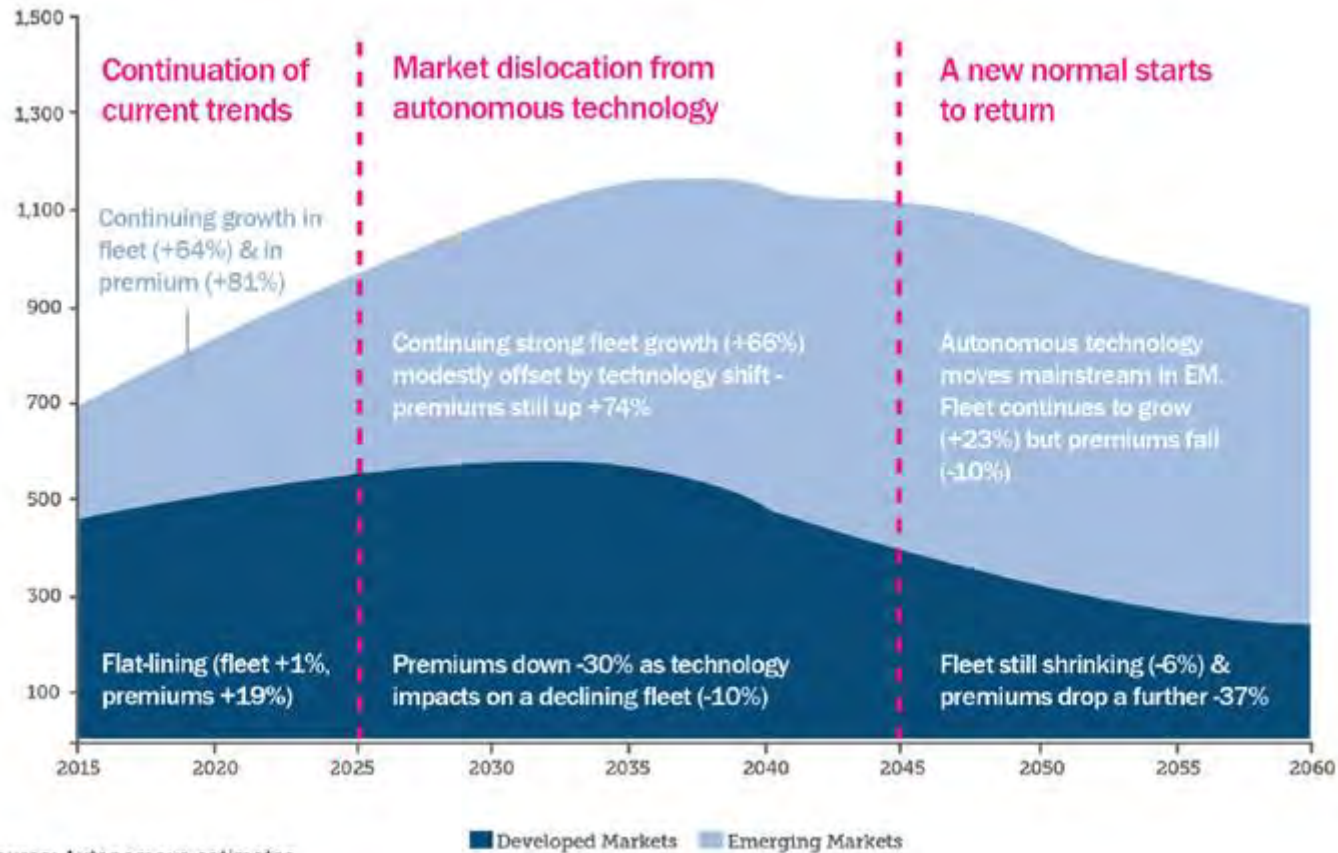 1,500
1,300
1,100
900
700
500
300
100
Continuation of
current trends
Market dislocation from
autonomous technology
A new normal starts
to return
Continuing growth in
fleet (+64%) & in
premium (+81%)
Continuing strong fleet growth (+66%)
modestly offset by technology shift -
premiums still up +74%
Autonomous technology
moves mainstream in EM.
Fleet continues to grow
(+23%) but premiums fall
(-10%)
Flat-lining (fleet +1%,
premiums +19%)
Premiums down -30% as technology
impacts on a declining fleet (-10%)
Fleet still shrinking (-6%) &
premiums drop a further -37%
2015 2020 2025 2030 2035 2040 2045 2050 2055 2060
Developed Markets Emerging Markets